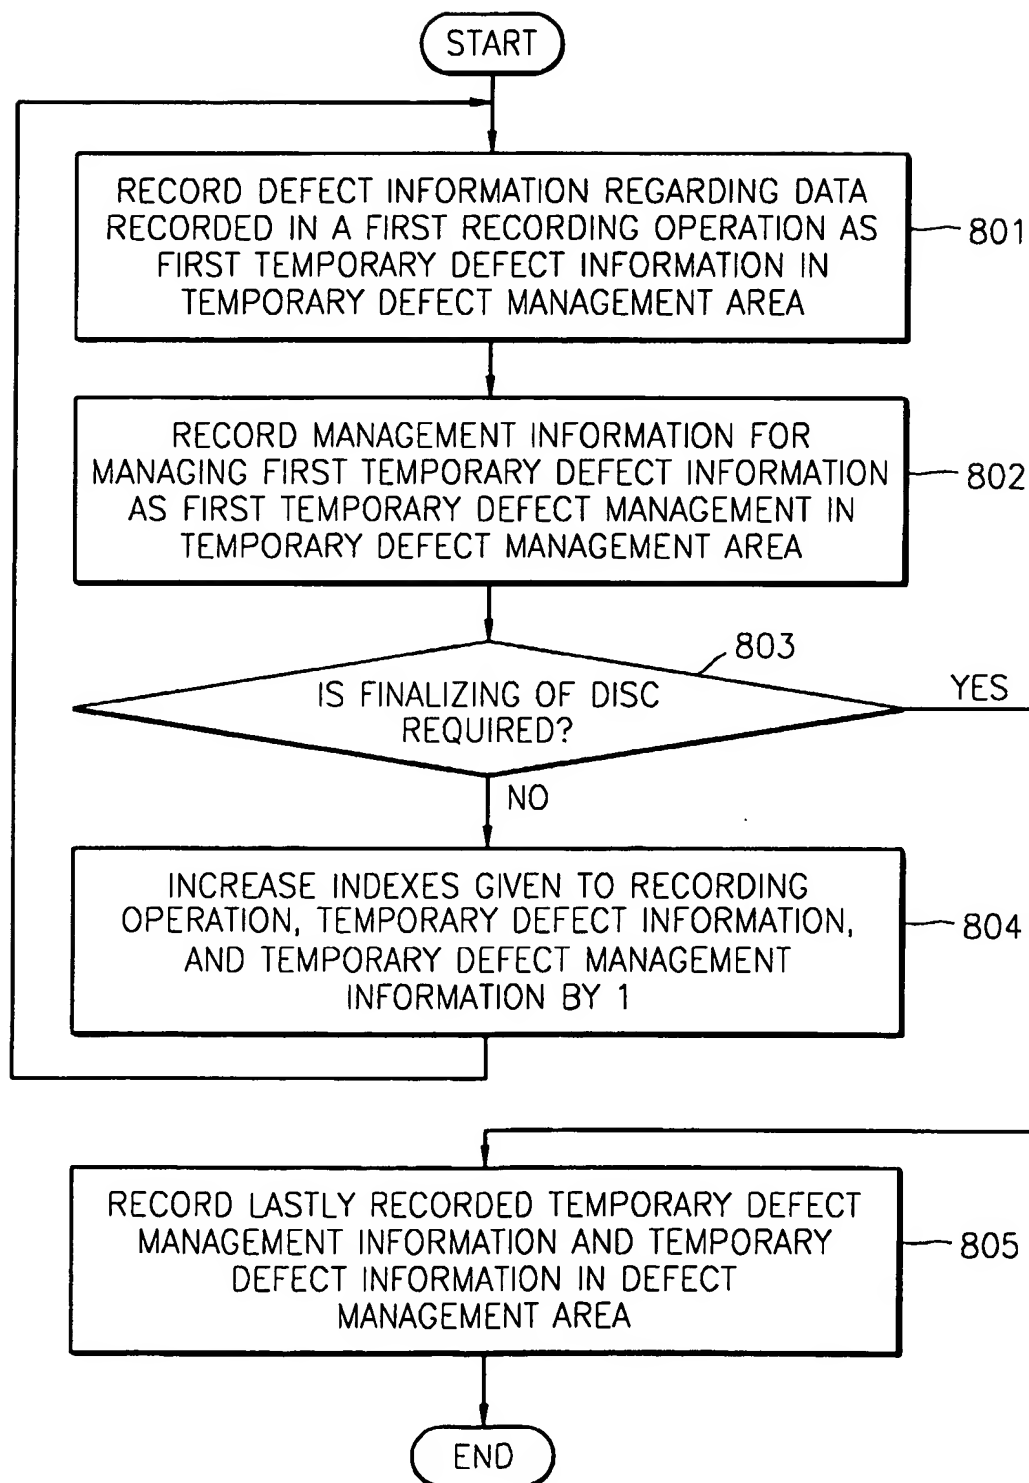 START
RECORD DEFECT INFORMATION REGARDING DATA
RECORDED IN A FIRST RECORDING OPERATION AS
FIRST TEMPORARY DEFECT INFORMATION IN
TEMPORARY DEFECT MANAGEMENT AREA
801
RECORD MANAGEMENT INFORMATION FOR
MANAGING FIRST TEMPORARY DEFECT INFORMATION
AS FIRST TEMPORARY DEFECT MANAGEMENT IN
TEMPORARY DEFECT MANAGEMENT AREA
802
803
IS FINALIZING OF DISC
REQUIRED?
YES
NO
INCREASE INDEXES GIVEN TO RECORDING
OPERATION, TEMPORARY DEFECT INFORMATION,
AND TEMPORARY DEFECT MANAGEMENT
INFORMATION BY 1
804
RECORD LASTLY RECORDED TEMPORARY DEFECT
MANAGEMENT INFORMATION AND TEMPORARY
DEFECT INFORMATION IN DEFECT
MANAGEMENT AREA
805
END